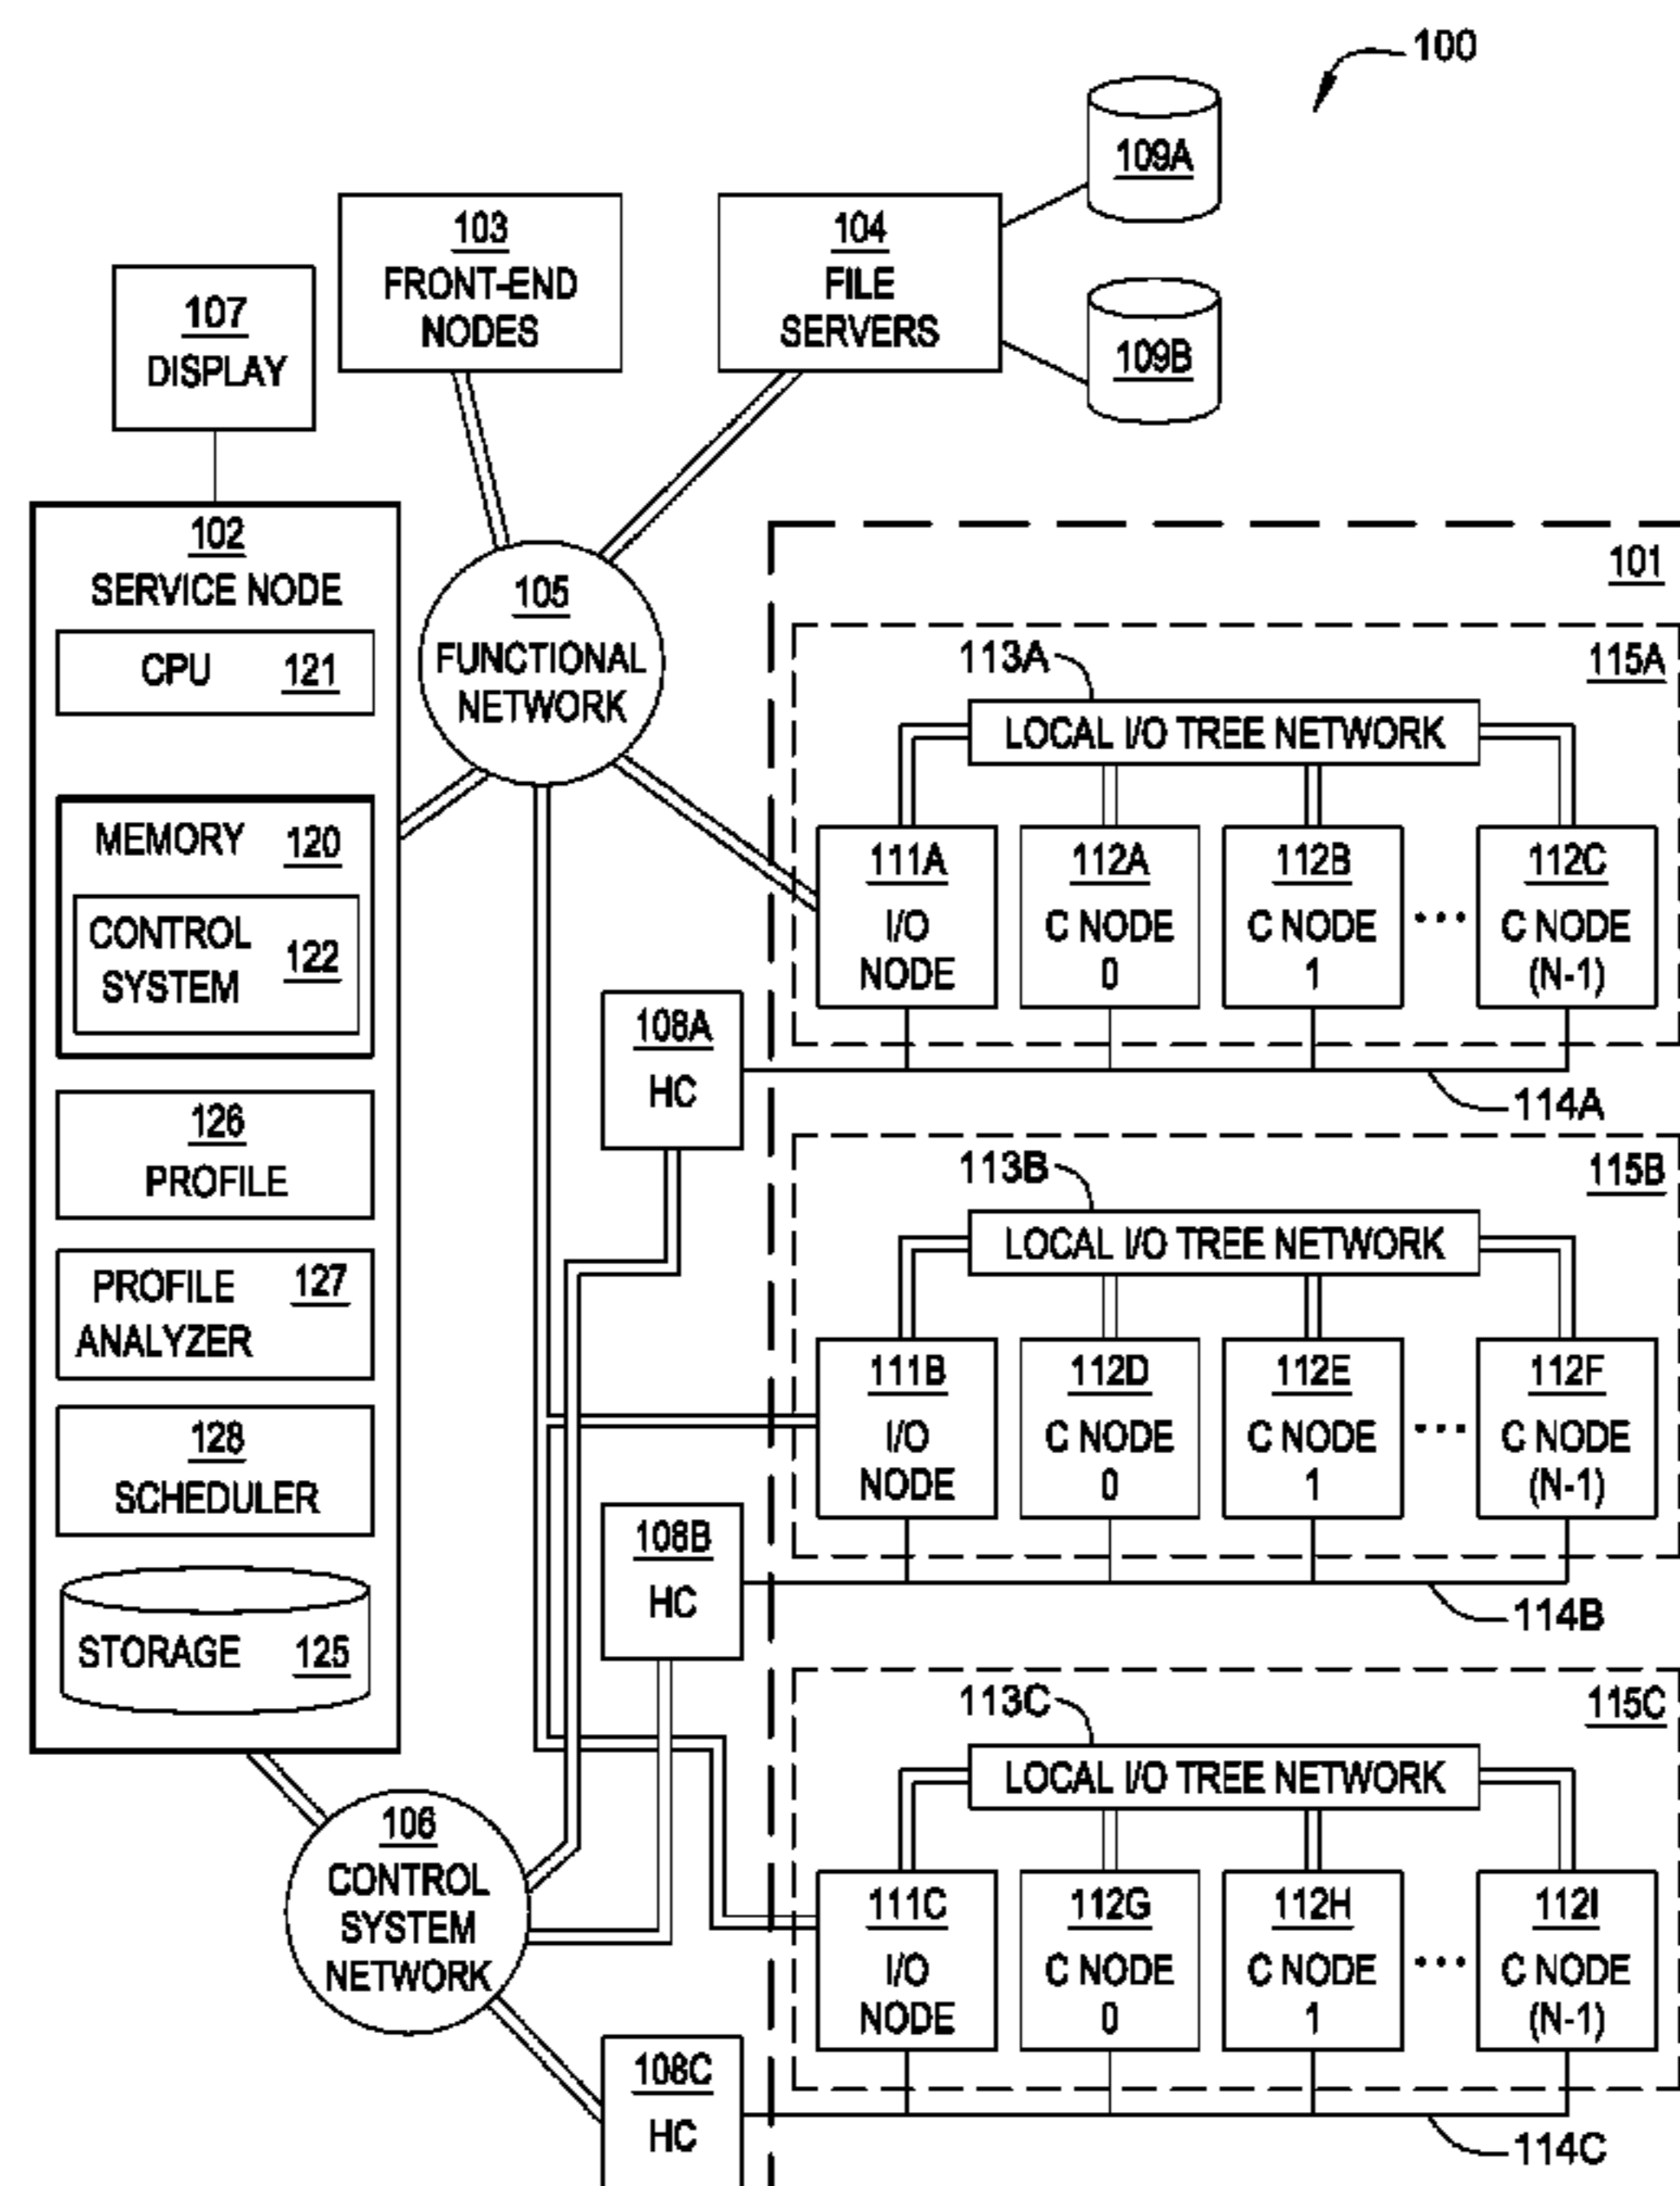 100
109A
109B
103
FRONT-END
NODES
104
FILE
SERVERS
107
DISPLAY
102
SERVICE NODE
CPU 121
MEMORY 120
CONTROL
SYSTEM
122
126
PROFILE
PROFILE
ANALYZER
127
128
SCHEDULER
STORAGE 125
105
FUNCTIONAL
NETWORK
106
CONTROL
SYSTEM
NETWORK
108A
HC
108B
HC
108C
HC
101
115A
113A
LOCAL I/O TREE NETWORK
111A
I/O
NODE
112A
C NODE
0
112B
C NODE
1
...
112C
C NODE
(N-1)
114A
115B
113B
LOCAL I/O TREE NETWORK
111B
I/O
NODE
112D
C NODE
0
112E
C NODE
1
...
112F
C NODE
(N-1)
114B
115C
113C
LOCAL I/O TREE NETWORK
111C
I/O
NODE
112G
C NODE
0
112H
C NODE
1
...
112I
C NODE
(N-1)
114C